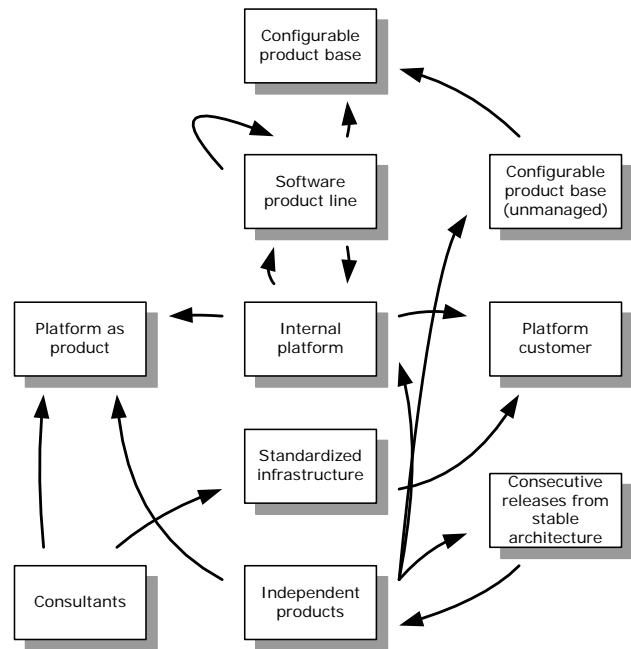 Configurable
product base
Software
product line
Configurable
product base
(unmanaged)
Platform as
product
Internal
platform
Platform
customer
Standardized
infrastructure
Consecutive
releases from
stable
architecture
Consultants
Independent
products